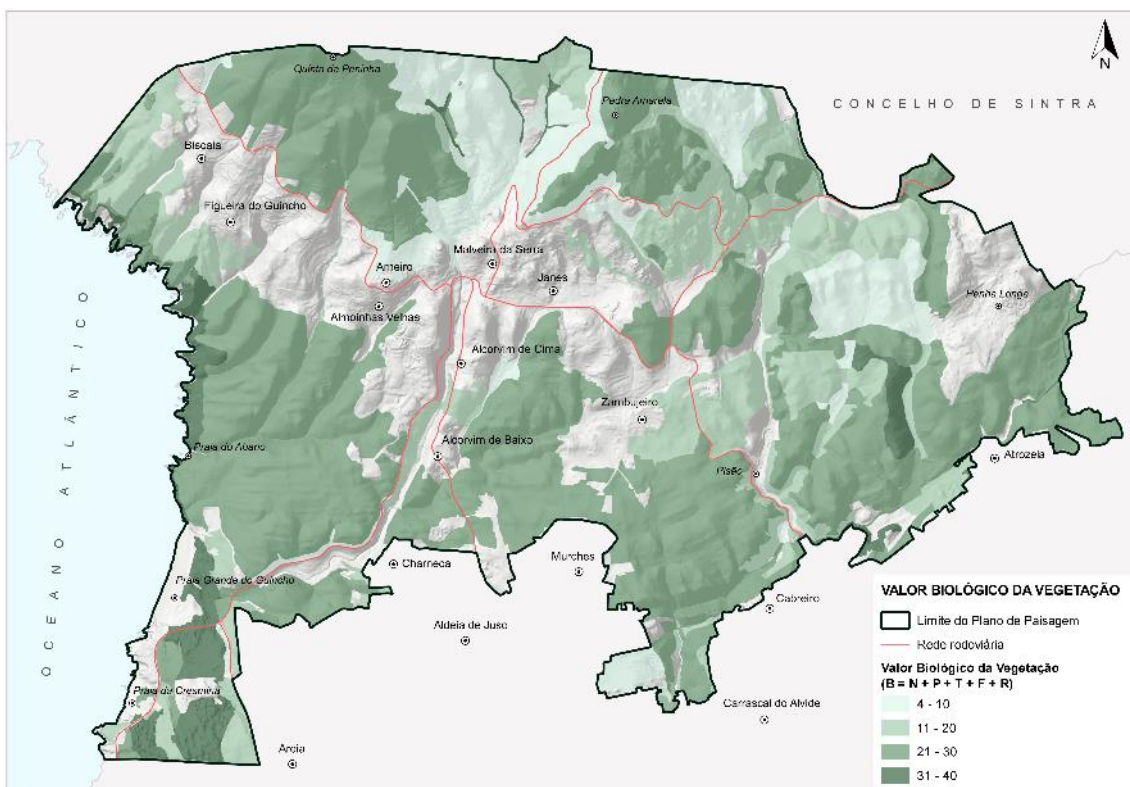 Quinta da Peninha
N
Pedra Amarela
CONCELHO DE SINTRA
Biscaia
Figueira do Guincho
Malveira da Serra
Arneiro
Janes
Almoinhas Velhas
Penha Longa
OCEANO ATLÂNTICO
Alcorvim de Cima
Zambujeiro
Praia do Abano
Alcorvim de Baixo
Atrozela
Pisão
Charneca
Murches
Praia Grande do Guincho
Cabreiro
Aldeia de Juso
Praia da Cresmina
Carrascal do Alvide
Areia
VALOR BIOLÓGICO DA VEGETAÇÃO
Limite do Plano de Paisagem
Rede rodoviária
Valor Biológico da Vegetação
(B = N + P + T + F + R)
4 - 10
11 - 20
21 - 30
31 - 40